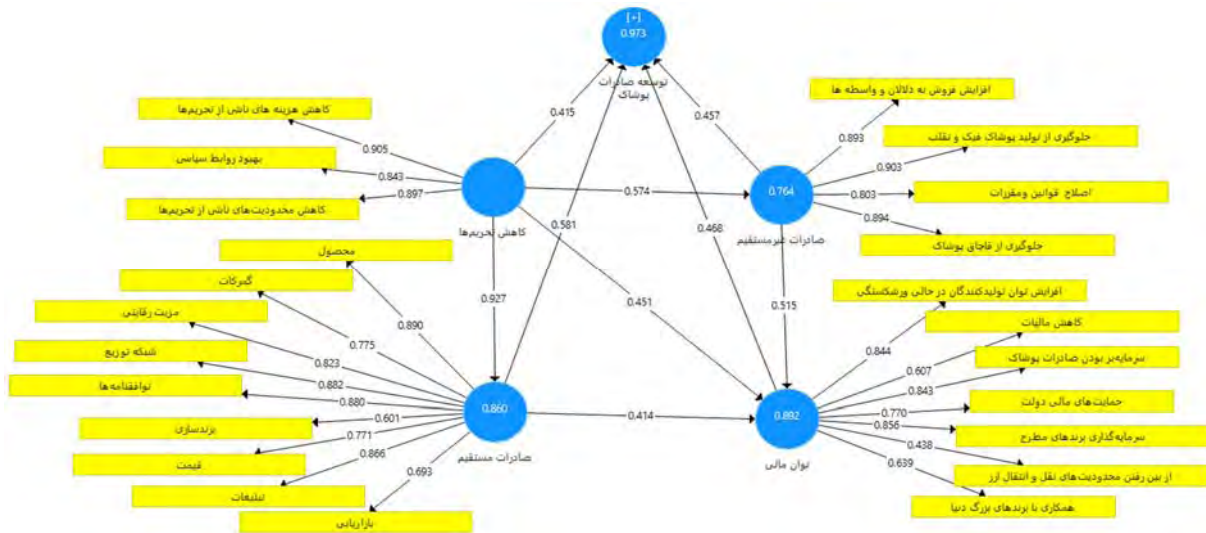 [+]
0.973
توسعه صادرات
پوشاک
کاهش هزینه های ناشی از تحریم‌ها
بهبود روابط سیاسی
کاهش محدودیت‌های ناشی از تحریم‌ها
0.905
0.843
0.897
کاهش تحریم‌ها
0.415
0.457
0.574
0.581
0.468
0.927
0.451
0.515
0.414
افزایش فروش به دلالان و واسطه ها
جلوگیری از تولید پوشاک فیک و تقلب
اصلاح قوانین ومقررات
جلوگیری از قاچاق پوشاک
0.893
0.903
0.803
0.894
0.764
صادرات غیرمستقیم
محصول
گمرکات
مزیت رقابتی
شبکه توزیع
توافقنامه‌ها
برندسازی
قیمت
تبلیغات
بازاریابی
0.890
0.775
0.823
0.882
0.880
0.601
0.771
0.866
0.693
0.860
صادرات مستقیم
افزایش توان تولیدکنندگان در حالی ورشکستگی
کاهش مالیات
سرمایه‌بر بودن صادرات پوشاک
حمایت‌های مالی دولت
سرمایه‌گذاری برندهای مطرح
از بین رفتن محدودیت‌های نقل و انتقال ارز
همکاری با برندهای بزرگ دنیا
0.844
0.607
0.843
0.770
0.856
0.438
0.639
0.892
توان مالی